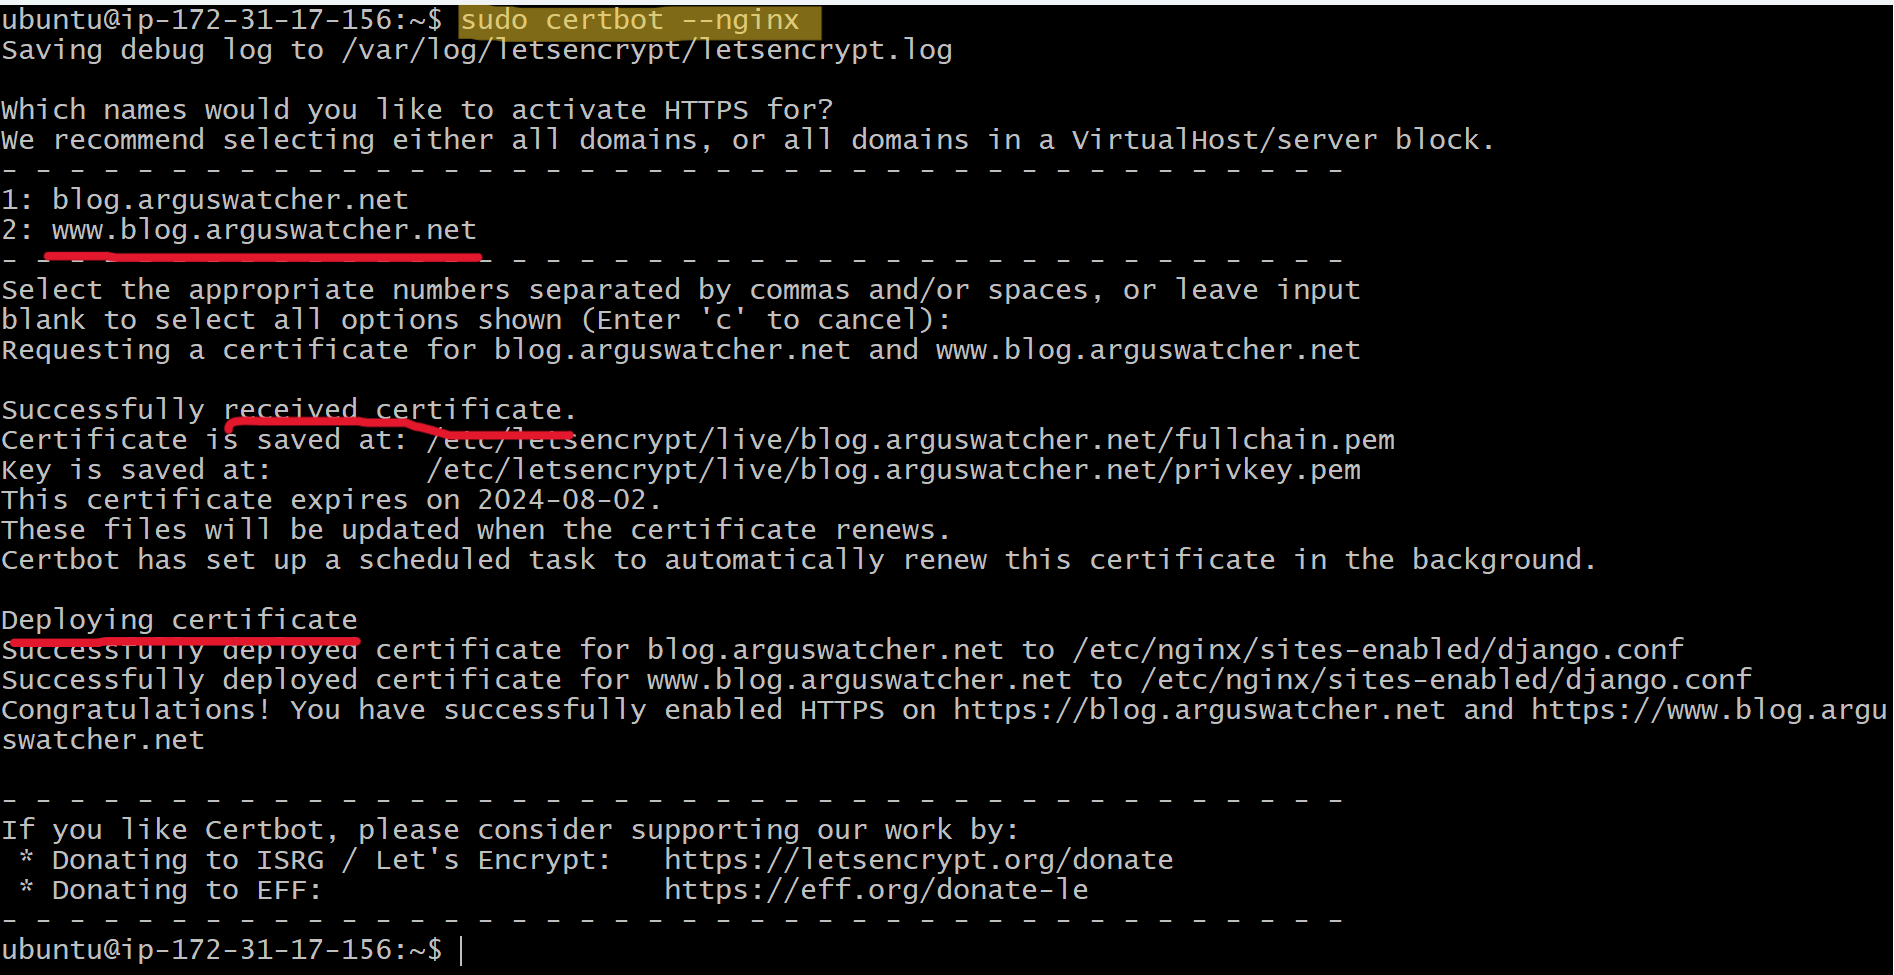 ubuntu@ip-172-31-17-156:~$ sudo certbot --nginx
Saving debug log to /var/log/letsencrypt/letsencrypt.log
Which names would you like to activate HTTPS for?
We recommend selecting either all domains, or all domains in a VirtualHost/server block.
- - - - - - - - - - - - - - - - - - - - - - - - - - - - - - - - - - - - - - - -
1: blog.arguswatcher.net
2: www.blog.arguswatcher.net
- - - - - - - - - - - - - - - - - - - - - - - - - - - - - - - - - - - - - - - -
Select the appropriate numbers separated by commas and/or spaces, or leave input
blank to select all options shown (Enter 'c' to cancel):
Requesting a certificate for blog.arguswatcher.net and www.blog.arguswatcher.net
Successfully received certificate.
Certificate is saved at: /etc/letsencrypt/live/blog.arguswatcher.net/fullchain.pem
Key is saved at:         /etc/letsencrypt/live/blog.arguswatcher.net/privkey.pem
This certificate expires on 2024-08-02.
These files will be updated when the certificate renews.
Certbot has set up a scheduled task to automatically renew this certificate in the background.
Deploying certificate
Successfully deployed certificate for blog.arguswatcher.net to /etc/nginx/sites-enabled/django.conf
Successfully deployed certificate for www.blog.arguswatcher.net to /etc/nginx/sites-enabled/django.conf
Congratulations! You have successfully enabled HTTPS on https://blog.arguswatcher.net and https://www.blog.argu
swatcher.net
- - - - - - - - - - - - - - - - - - - - - - - - - - - - - - - - - - - - - - - -
If you like Certbot, please consider supporting our work by:
 * Donating to ISRG / Let's Encrypt:   https://letsencrypt.org/donate
 * Donating to EFF:                    https://eff.org/donate-le
- - - - - - - - - - - - - - - - - - - - - - - - - - - - - - - - - - - - - - - -
ubuntu@ip-172-31-17-156:~$